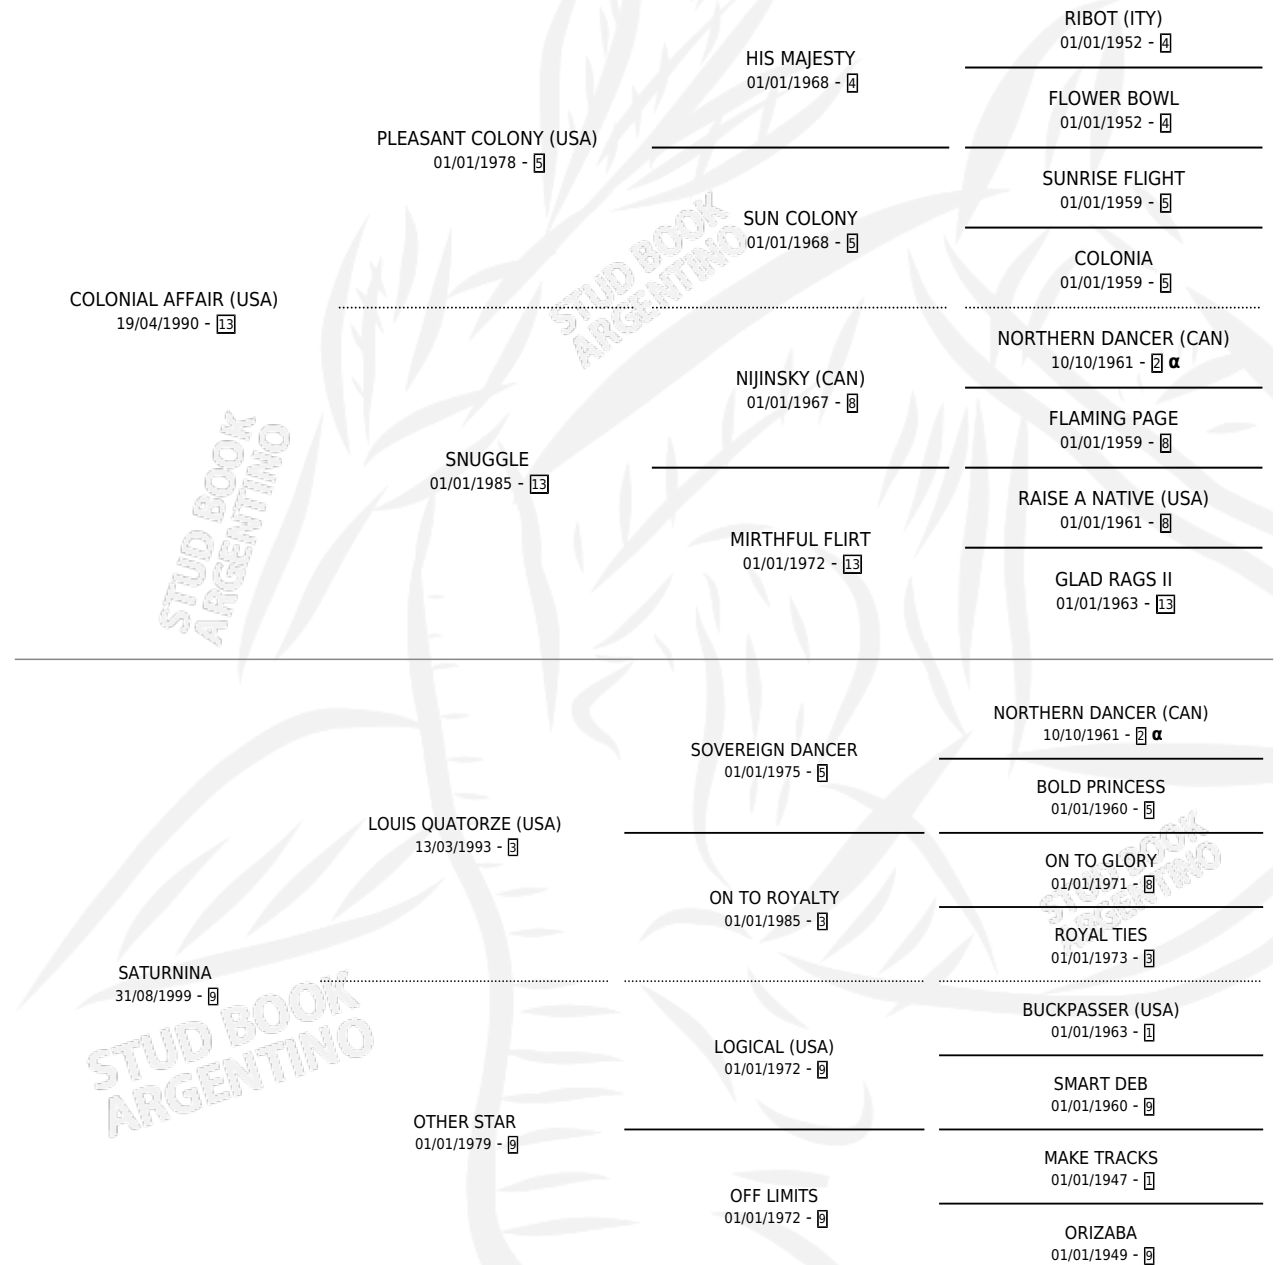 RIBOT (ITY)
01/01/1952 - 4
HIS MAJESTY
01/01/1968 - 4
FLOWER BOWL
01/01/1952 - 4
PLEASANT COLONY (USA)
01/01/1978 - 5
SUNRISE FLIGHT
01/01/1959 - 5
SUN COLONY
01/01/1968 - 5
COLONIA
01/01/1959 - 5
COLONIAL AFFAIR (USA)
19/04/1990 - 13
NORTHERN DANCER (CAN)
10/10/1961 - 2 α
NIJINSKY (CAN)
01/01/1967 - 8
FLAMING PAGE
01/01/1959 - 8
SNUGGLE
01/01/1985 - 13
RAISE A NATIVE (USA)
01/01/1961 - 8
MIRTHFUL FLIRT
01/01/1972 - 13
GLAD RAGS II
01/01/1963 - 13
NORTHERN DANCER (CAN)
10/10/1961 - 2 α
SOVEREIGN DANCER
01/01/1975 - 5
BOLD PRINCESS
01/01/1960 - 5
LOUIS QUATORZE (USA)
13/03/1993 - 3
ON TO GLORY
01/01/1971 - 8
ON TO ROYALTY
01/01/1985 - 3
ROYAL TIES
01/01/1973 - 3
SATURNINA
31/08/1999 - 9
BUCKPASSER (USA)
01/01/1963 - 1
LOGICAL (USA)
01/01/1972 - 9
SMART DEB
01/01/1960 - 9
OTHER STAR
01/01/1979 - 9
MAKE TRACKS
01/01/1947 - 1
OFF LIMITS
01/01/1972 - 9
ORIZABA
01/01/1949 - 9
STUD BOOK
ARGENTINO
STUD BOOK
ARGENTINO
STUD BOOK
ARGENTINO
STUD BOOK
ARGENTINO